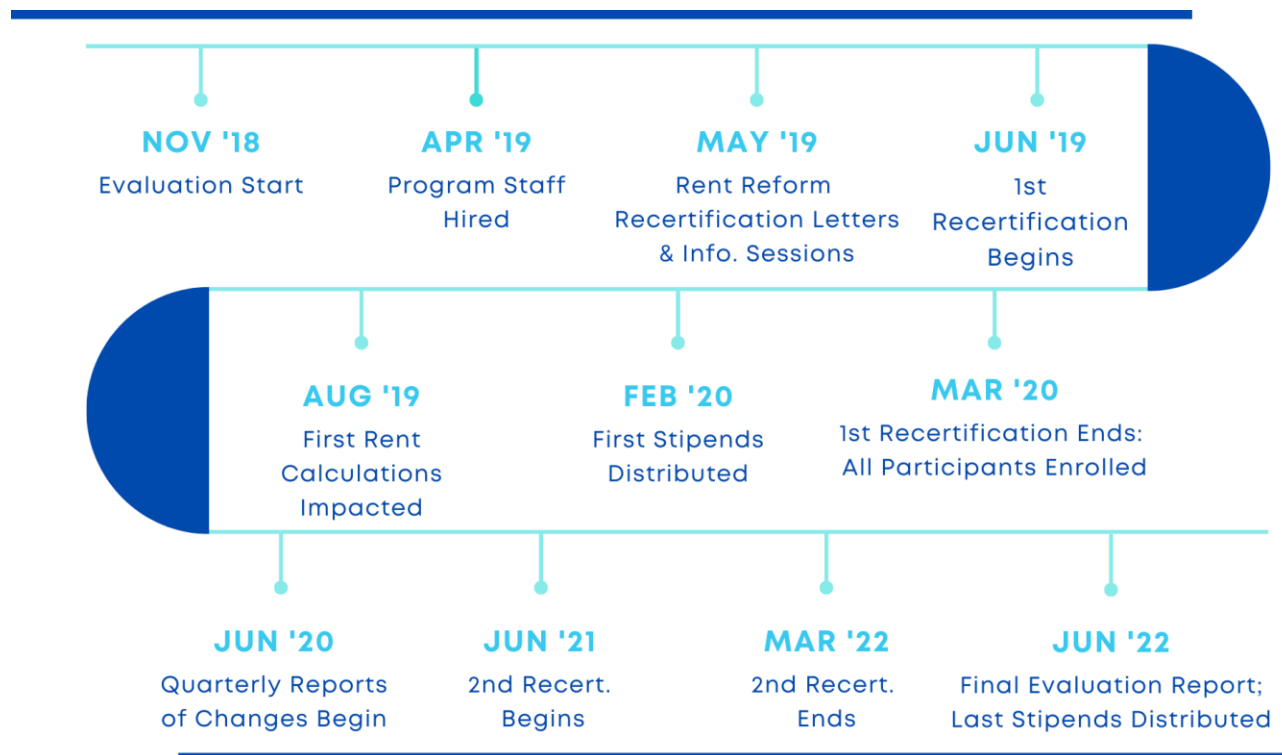 NOV '18
Evaluation Start
APR '19
Program Staff
Hired
MAY '19
Rent Reform
Recertification Letters
& Info. Sessions
JUN '19
1st
Recertification
Begins
AUG '19
First Rent
Calculations
Impacted
FEB '20
First Stipends
Distributed
MAR '20
1st Recertification Ends:
All Participants Enrolled
JUN '20
Quarterly Reports
of Changes Begin
JUN '21
2nd Recert.
Begins
MAR '22
2nd Recert.
Ends
JUN '22
Final Evaluation Report;
Last Stipends Distributed